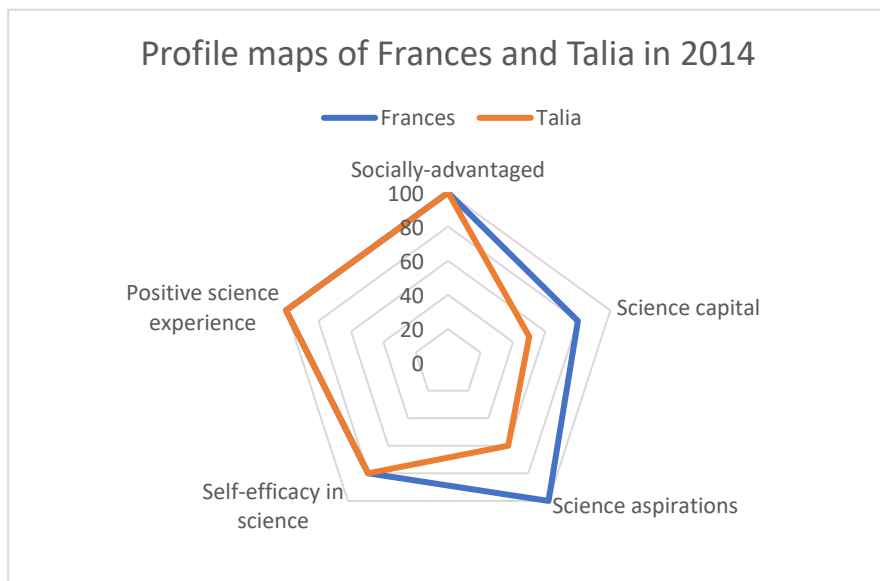 Profile maps of Frances and Talia in 2014
Frances
Talia
Socially-advantaged
100
80
60
40
20
0
Positive science
experience
Science capital
Self-efficacy in
science
Science aspirations